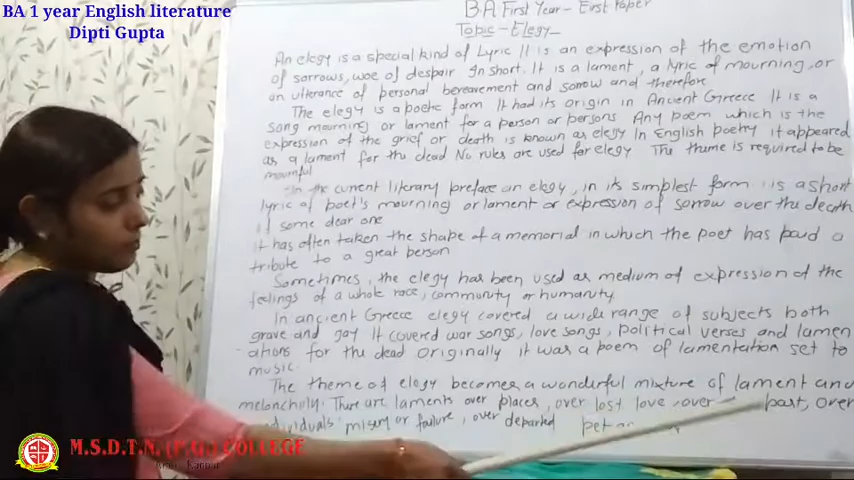 BA 1 year English literature
Dipti Gupta
BA First Year - First Paper
Topic - Elegy
An elegy is a special kind of Lyric It is an expression of the emotion
of sorrows, woe of despair In short. It is a lament, a lyric of mourning, or
an utterance of personal bereavement and sorrow and therefore
The elegy is a poetic form It had its origin in Ancient Greece It is a
song mourning or lament for a person or persons Any poem which is the
expression of the grief or death is known as elegy In English poetry it appeared
as a lament for the dead No rules are used for elegy The theme is required to be
mournful
In the current literary preface an elegy, in its simplest form is a short
lyric of poet's mourning or lament or expression of sorrow over the death
if some dear one
it has often taken the shape of a memorial in which the poet has paid a
tribute to a great person
Sometimes, the elegy has been used as medium of expression of the
feelings of a whole race, community or humanity
In ancient Greece elegy covered a wide range of subjects both
grave and gay It covered war songs, love songs, political verses and lamen
ations for the dead Originally it was a poem of lamentation set to
music.
The theme of elegy becomes a wonderful mixture of lament and
melancholy. There are laments over places, over lost love, over past, over
individuals' misery or failure, over departed pet
M.S.D.T.M. (P.G.) COLLEGE